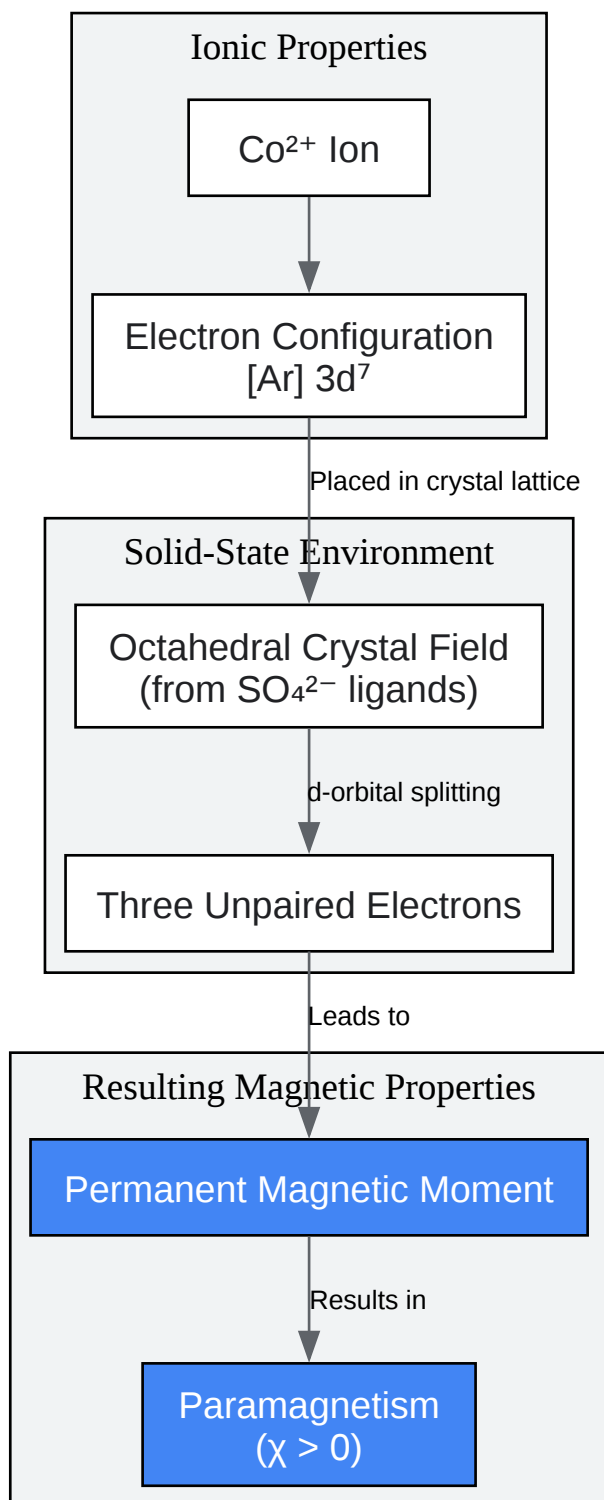 Ionic Properties
Co²⁺ Ion
Electron Configuration
[Ar] 3d⁷
Placed in crystal lattice
Solid-State Environment
Octahedral Crystal Field
(from SO₄²⁻ ligands)
d-orbital splitting
Three Unpaired Electrons
Leads to
Resulting Magnetic Properties
Permanent Magnetic Moment
Results in
Paramagnetism
(χ > 0)